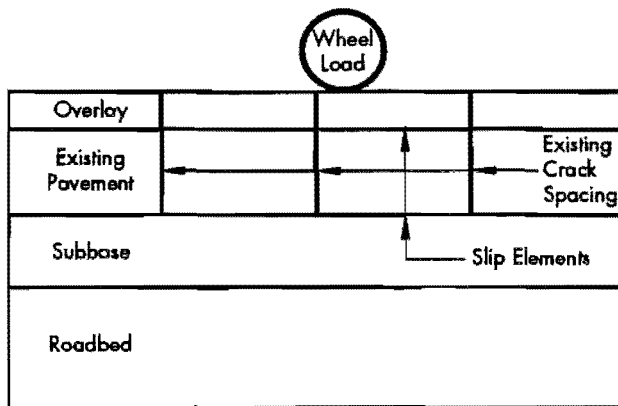 Wheel
Load
Overlay
Existing
Pavement
Existing
Crack
Spacing
Subbase
Slip Elements
Roadbed